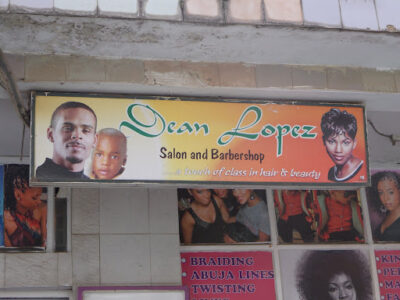 Dean Lopez
Salon and Barbershop
...a touch of class in hair & beauty
BRAIDING
ABUJA LINES
TWISTING